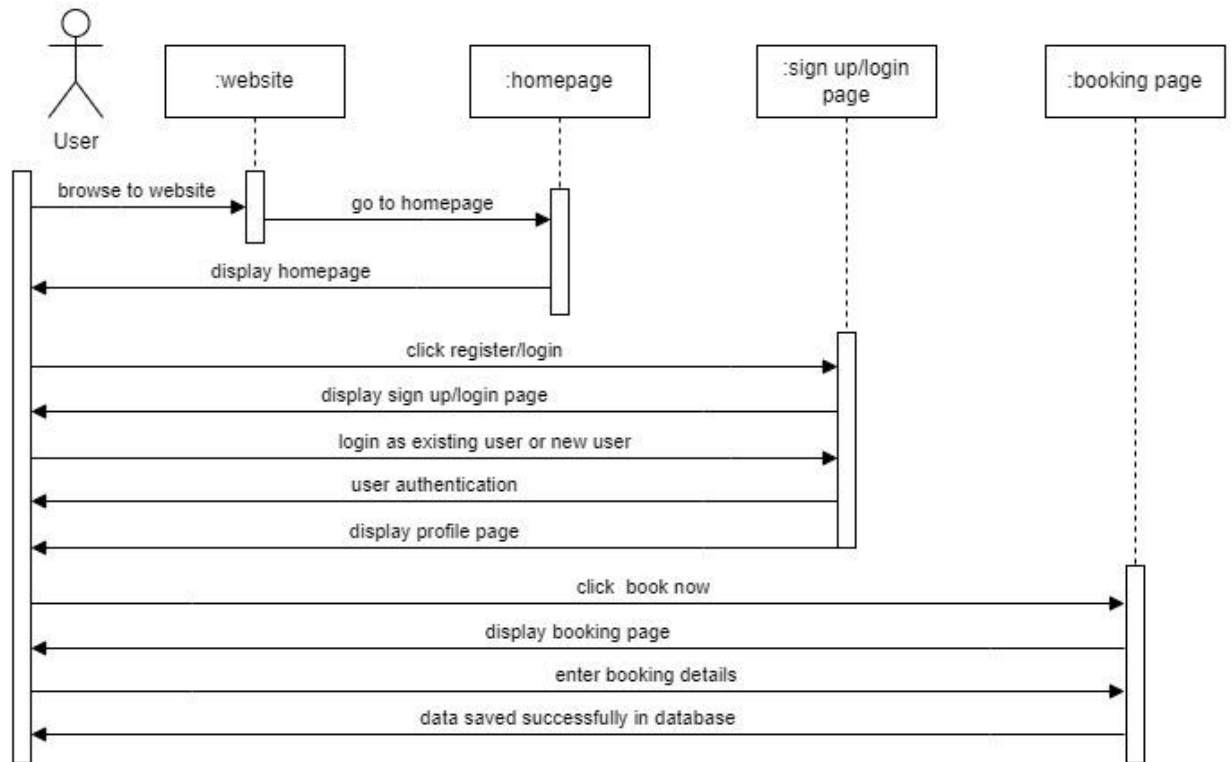 :website
:homepage
:sign up/login
page
:booking page
User
browse to website
go to homepage
display homepage
click register/login
display sign up/login page
login as existing user or new user
user authentication
display profile page
click  book now
display booking page
enter booking details
data saved successfully in database